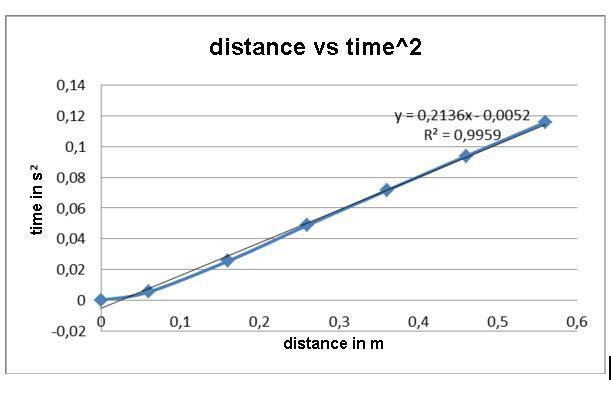 distance vs time^2
0,14
0,12
0,1
0,08
0,06
0,04
0,02
0
-0,02
time in s²
y = 0,2136x - 0,0052
R² = 0,9959
0 0,1 0,2 0,3 0,4 0,5 0,6
distance in m